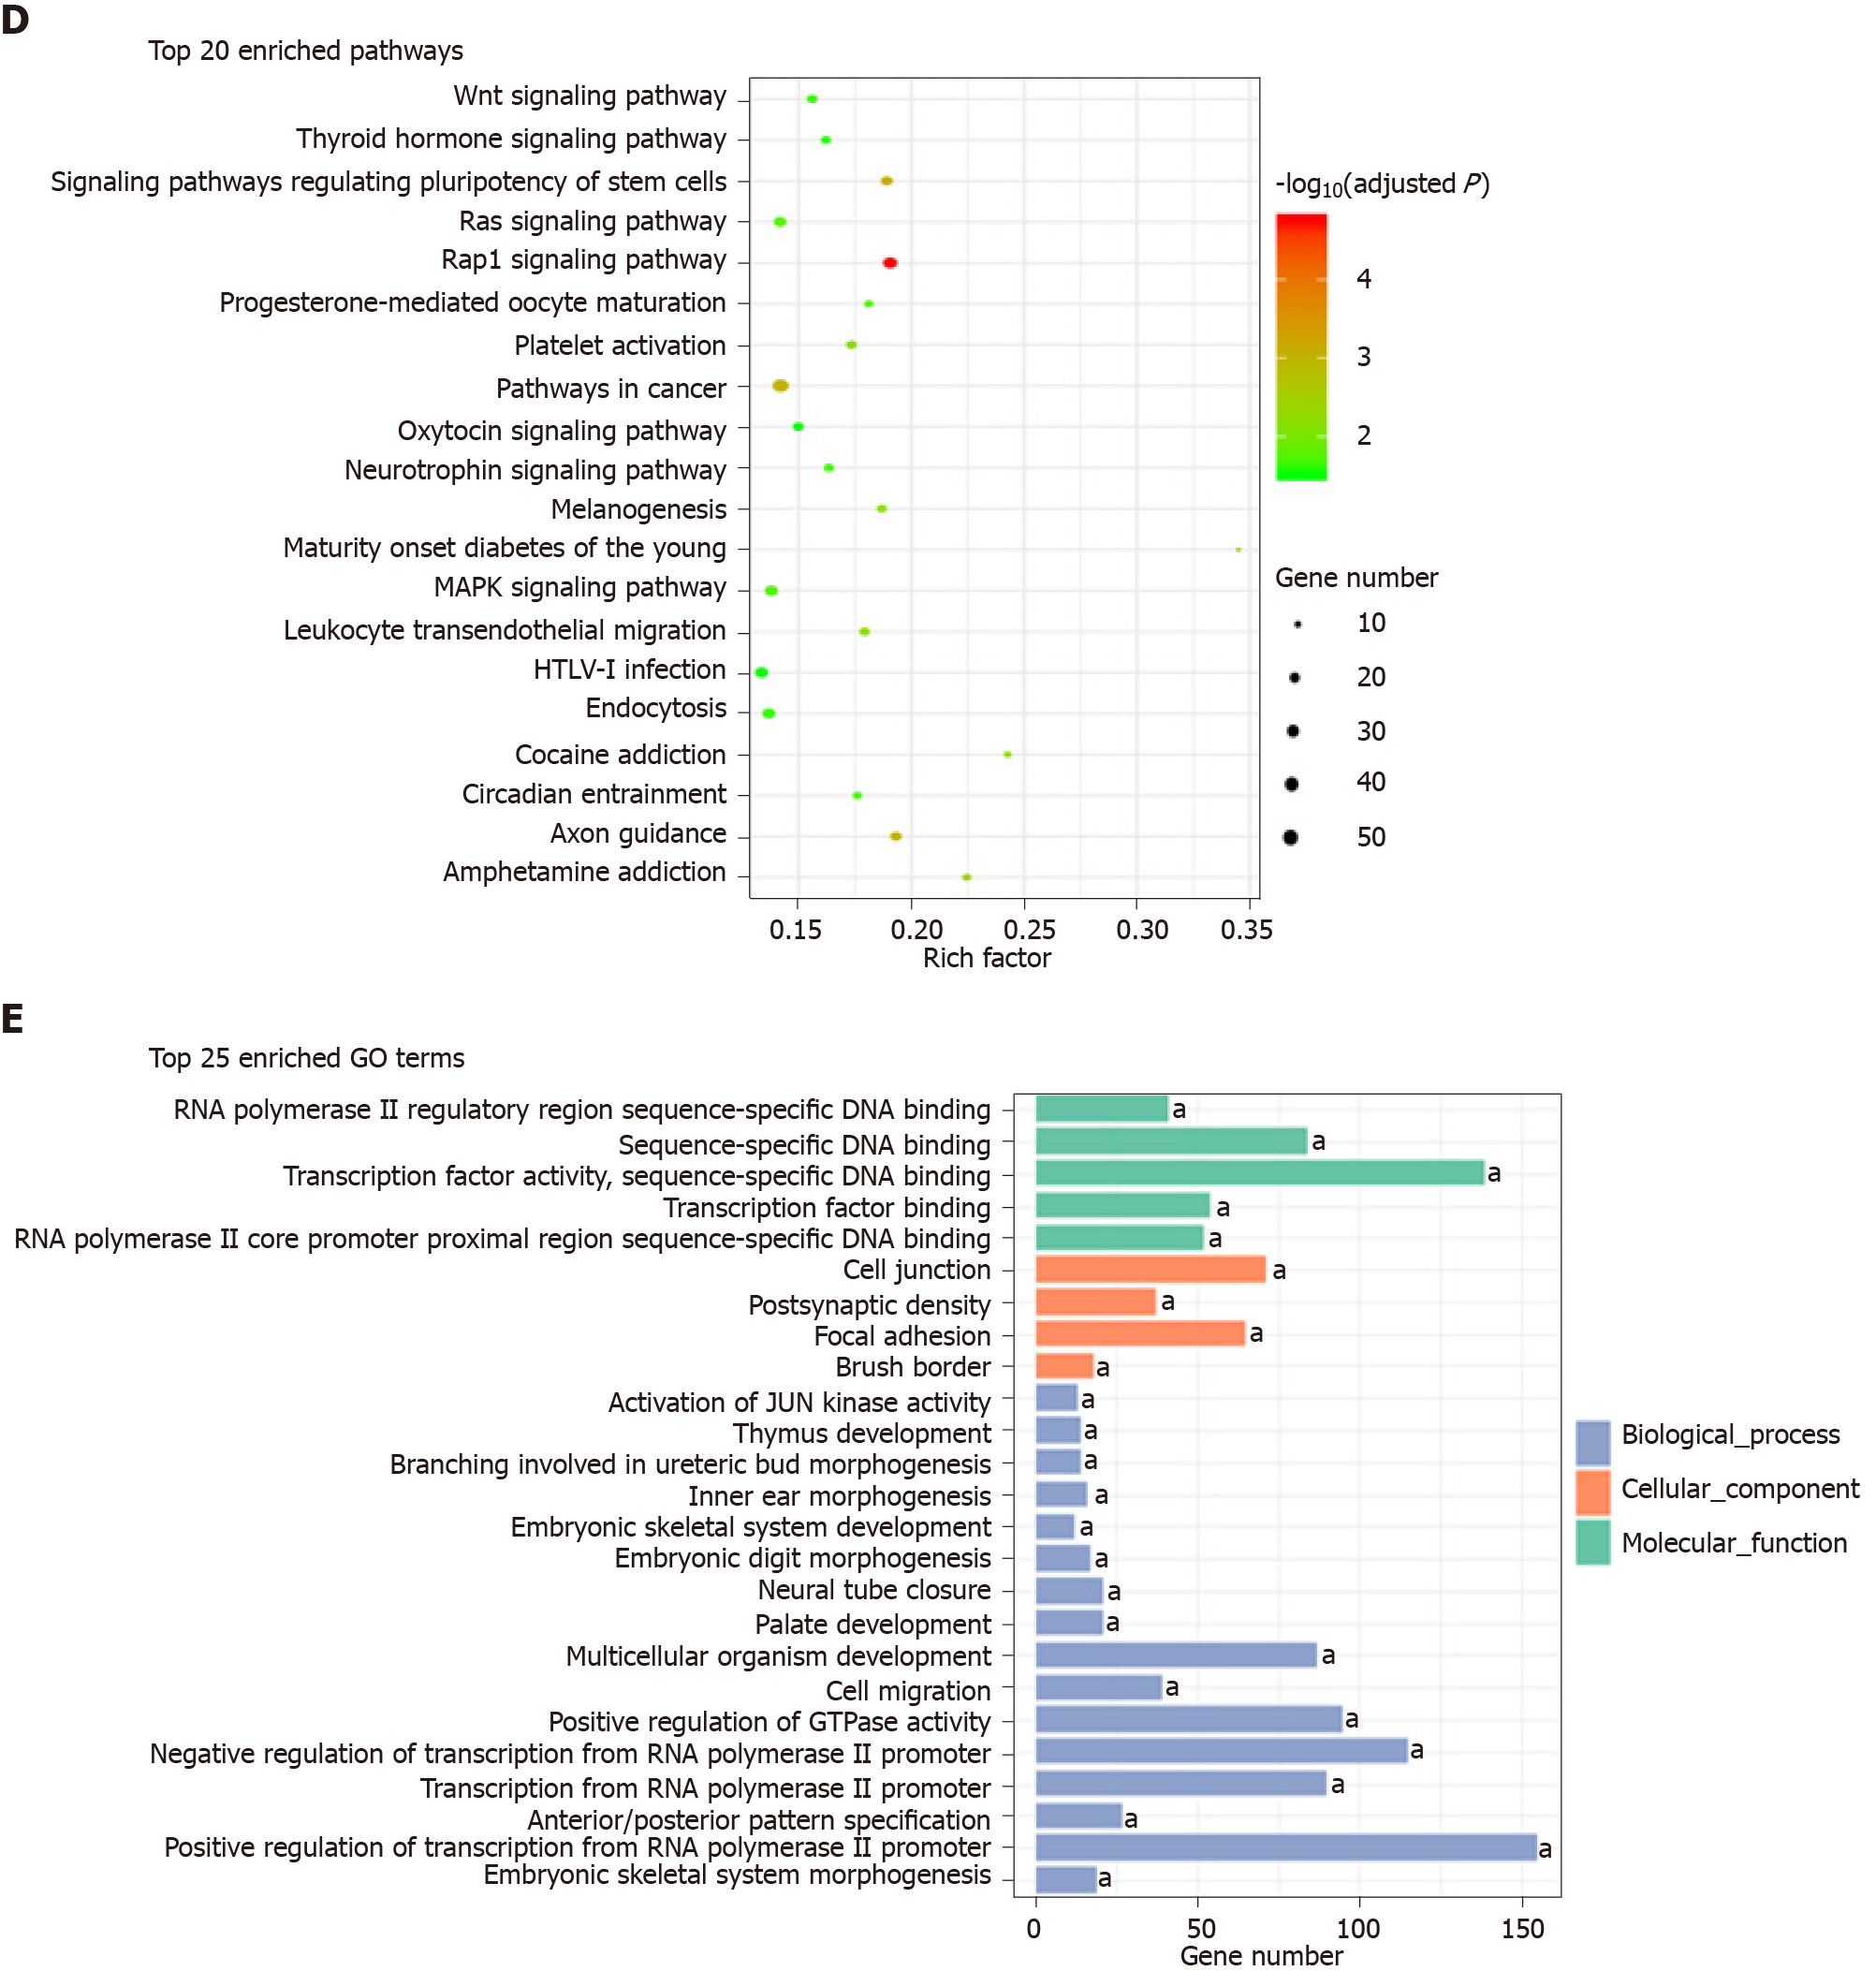 D
Top 20 enriched pathways
Wnt signaling pathway
Thyroid hormone signaling pathway
Signaling pathways regulating pluripotency of stem cells
Ras signaling pathway
Rap1 signaling pathway
Progesterone-mediated oocyte maturation
Platelet activation
Pathways in cancer
Oxytocin signaling pathway
Neurotrophin signaling pathway
Melanogenesis
Maturity onset diabetes of the young
MAPK signaling pathway
Leukocyte transendothelial migration
HTLV-I infection
Endocytosis
Cocaine addiction
Circadian entrainment
Axon guidance
Amphetamine addiction
0.15 0.20 0.25 0.30 0.35
Rich factor
-log10(adjusted P)
4
3
2
Gene number
10
20
30
40
50
E
Top 25 enriched GO terms
RNA polymerase II regulatory region sequence-specific DNA binding a
Sequence-specific DNA binding a
Transcription factor activity, sequence-specific DNA binding a
Transcription factor binding a
RNA polymerase II core promoter proximal region sequence-specific DNA binding a
Cell junction a
Postsynaptic density a
Focal adhesion a
Brush border a
Activation of JUN kinase activity a
Thymus development a
Branching involved in ureteric bud morphogenesis a
Inner ear morphogenesis a
Embryonic skeletal system development a
Embryonic digit morphogenesis a
Neural tube closure a
Palate development a
Multicellular organism development a
Cell migration a
Positive regulation of GTPase activity a
Negative regulation of transcription from RNA polymerase II promoter a
Transcription from RNA polymerase II promoter a
Anterior/posterior pattern specification a
Positive regulation of transcription from RNA polymerase II promoter a
Embryonic skeletal system morphogenesis a
0 50 100 150
Gene number
Biological_process
Cellular_component
Molecular_function